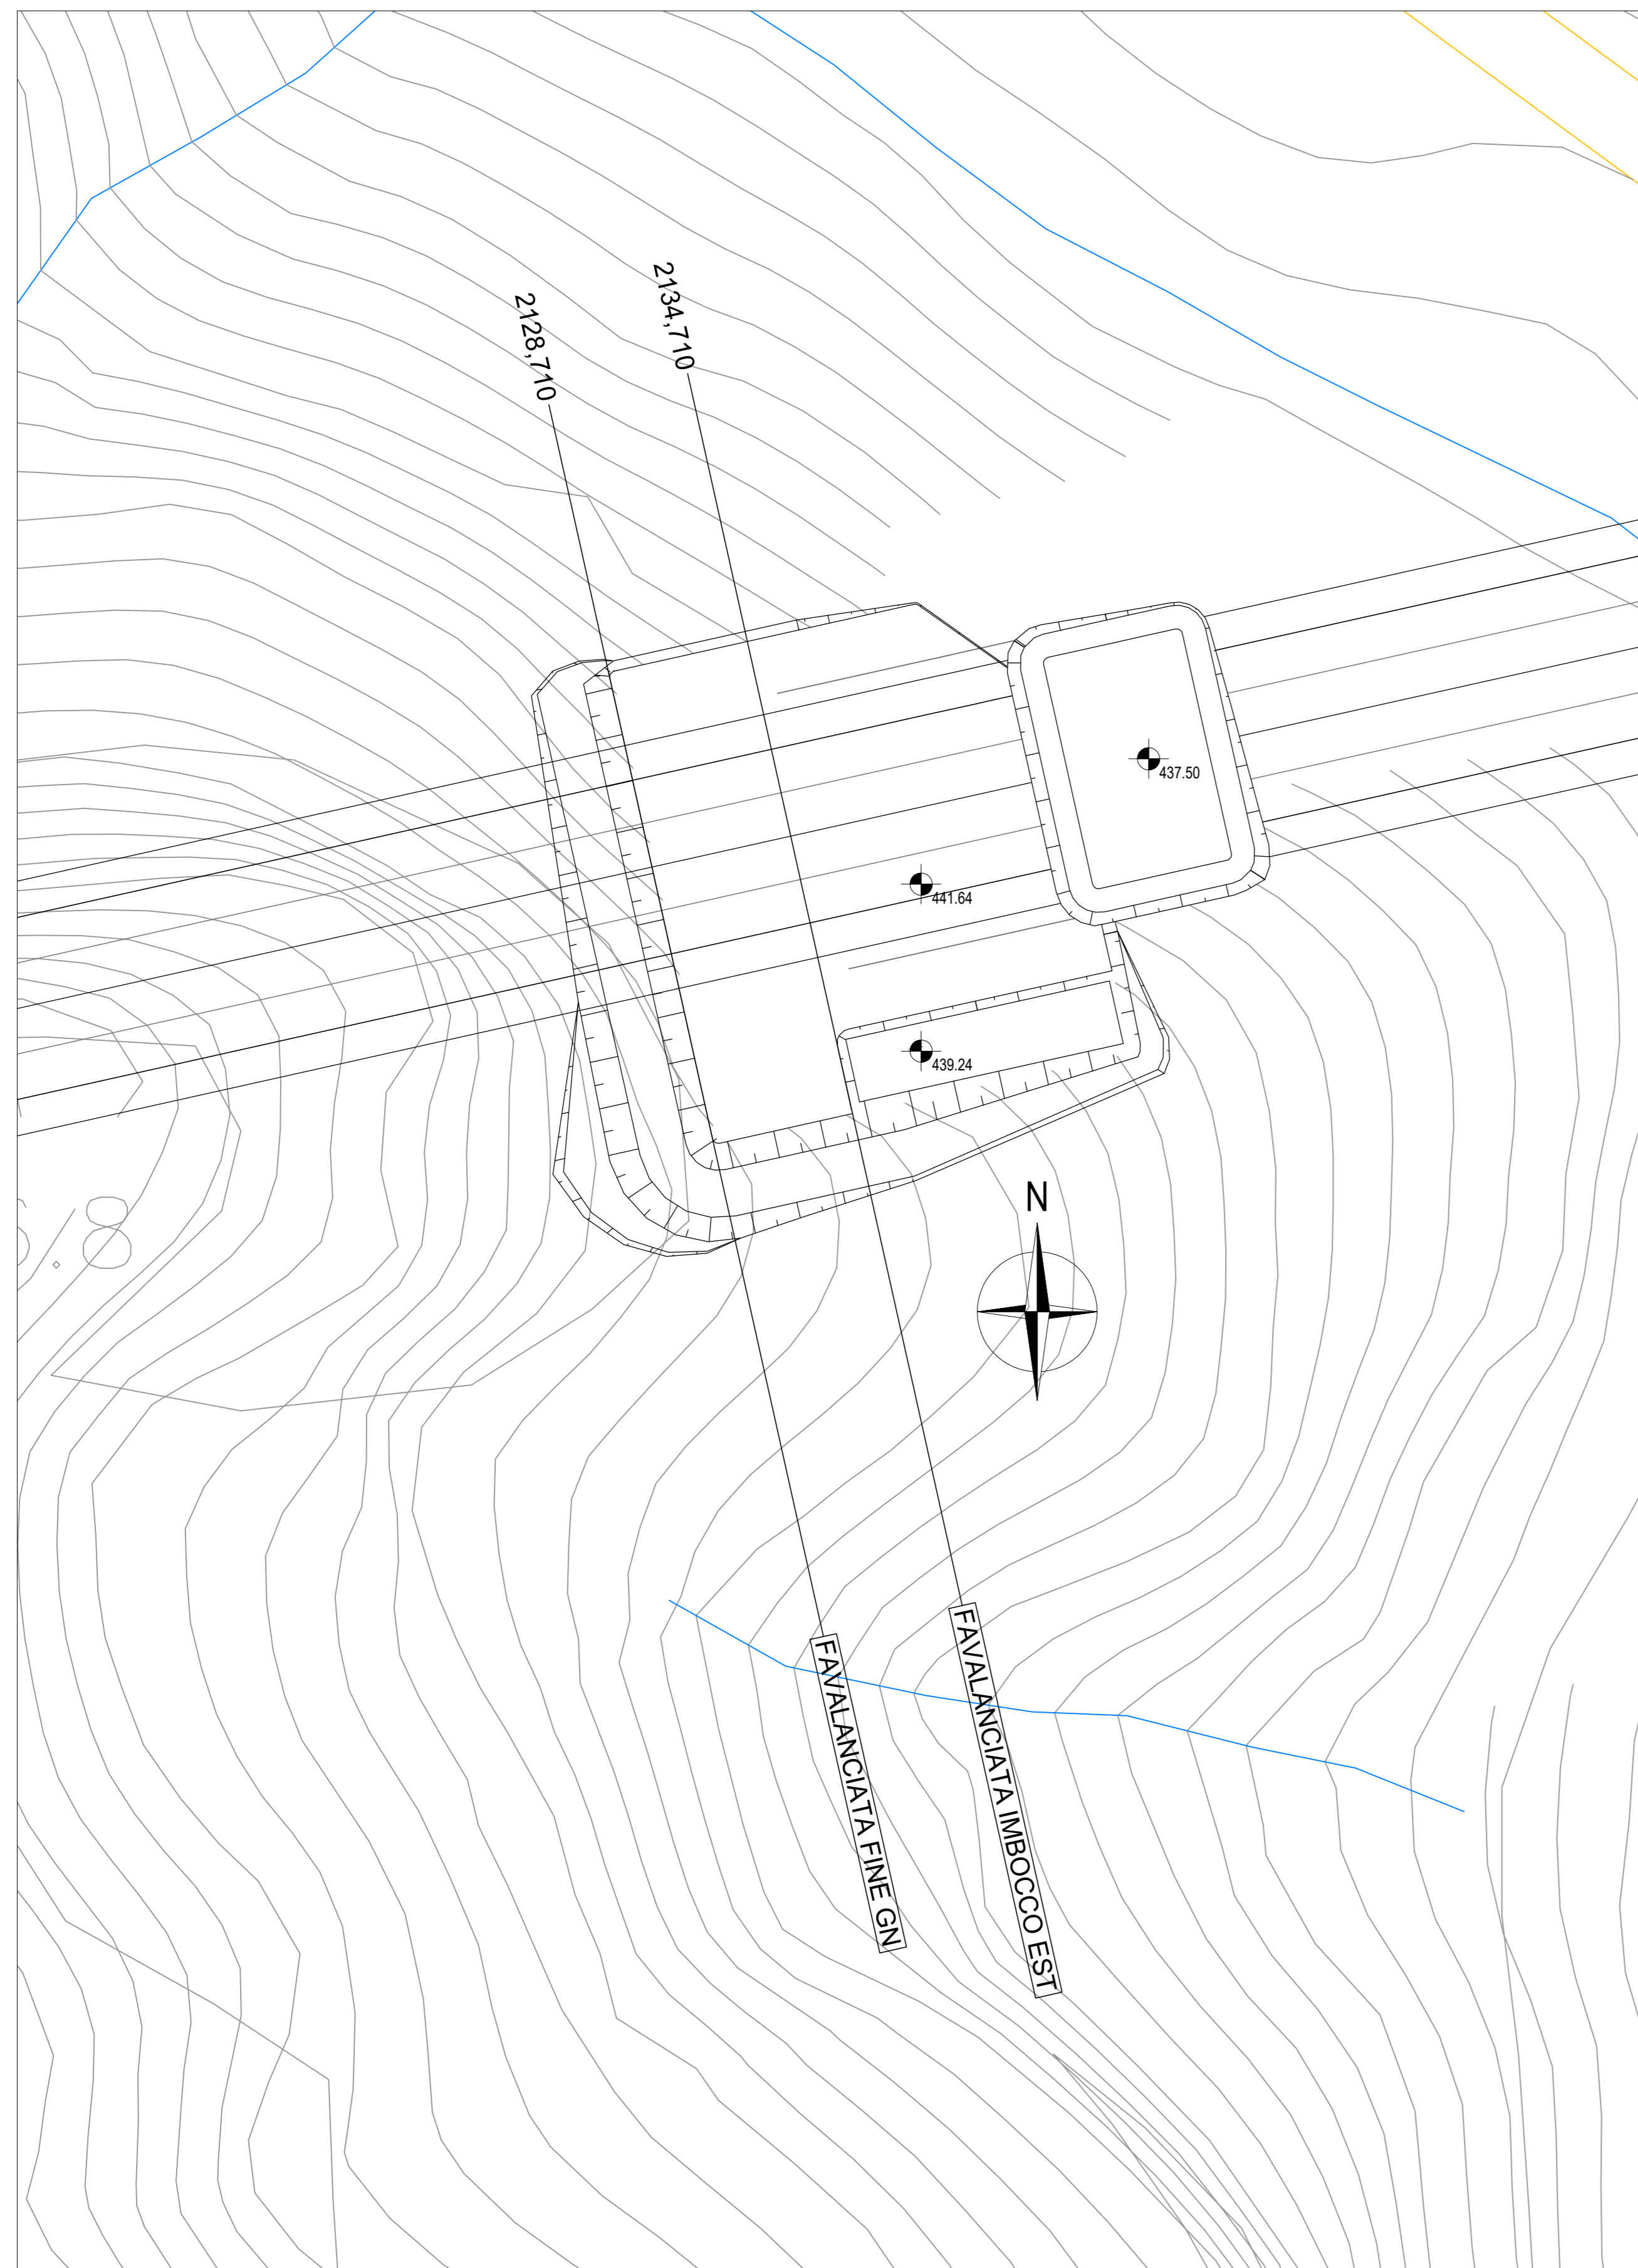 2134,710
2128,710
437.50
441.64
439.24
N
FAVALANCIATA IMBOCCO EST
FAVALANCIATA FINE GN